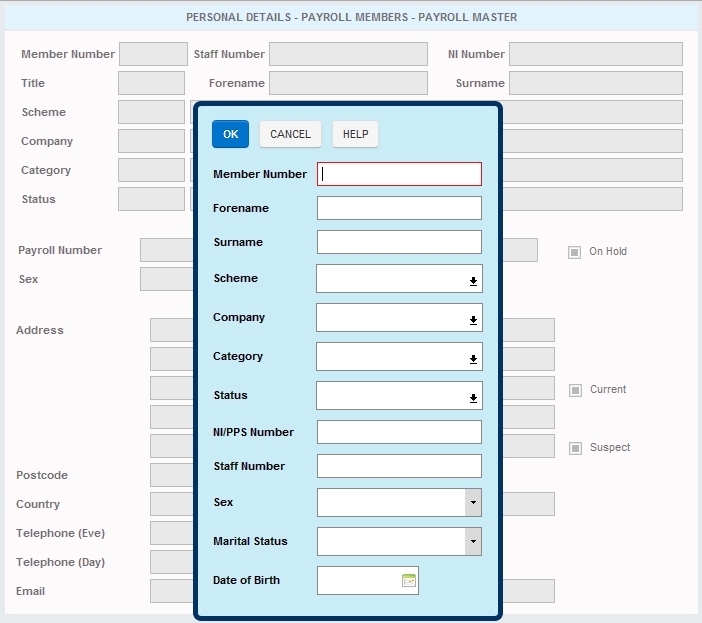 PERSONAL DETAILS - PAYROLL MEMBERS - PAYROLL MASTER
Member Number Staff Number NI Number
Title Forename Surname
Scheme
Company
Category
Status
Payroll Number On Hold
Sex
Address
Current
Suspect
Postcode
Country
Telephone (Eve)
Telephone (Day)
Email
OK CANCEL HELP
Member Number
Forename
Surname
Scheme
Company
Category
Status
NI/PPS Number
Staff Number
Sex
Marital Status
Date of Birth